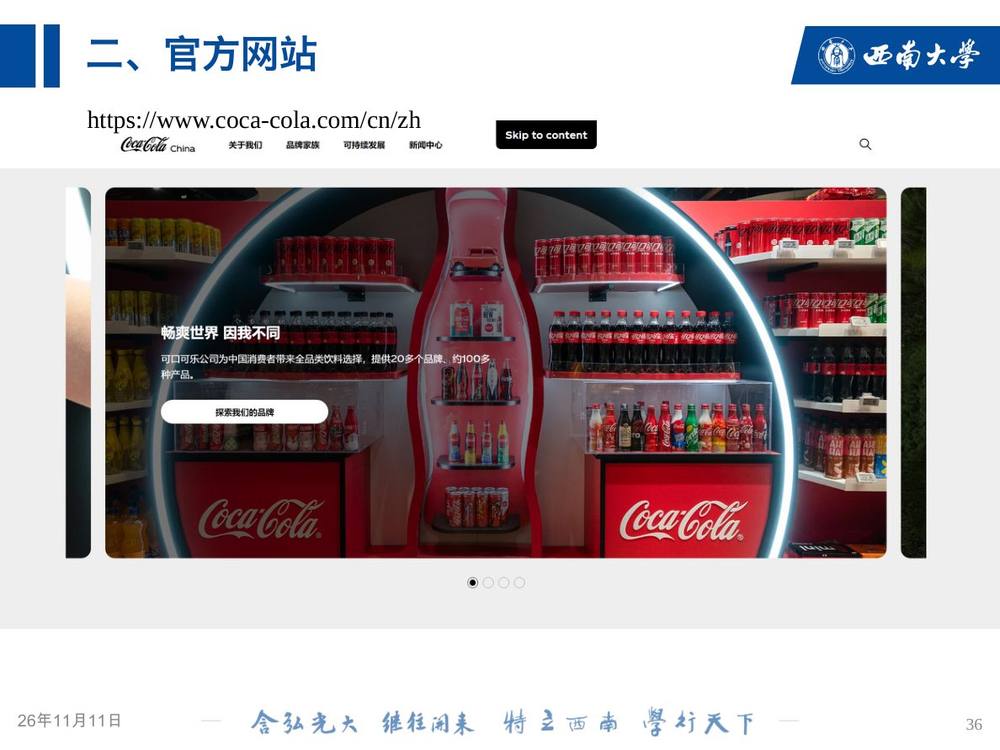 二、官方网站
西南大学
https://www.coca-cola.com/cn/zh
Coca-Cola China 关于我们 品牌家族 可持续发展 新闻中心 Skip to content
畅爽世界 因我不同
可口可乐公司为中国消费者带来全品类饮料选择，提供20多个品牌、约100多
种产品。
探索我们的品牌
Coca-Cola Coca-Cola
26年11月11日
含弘光大 继往开来 特立西南 學行天下
36